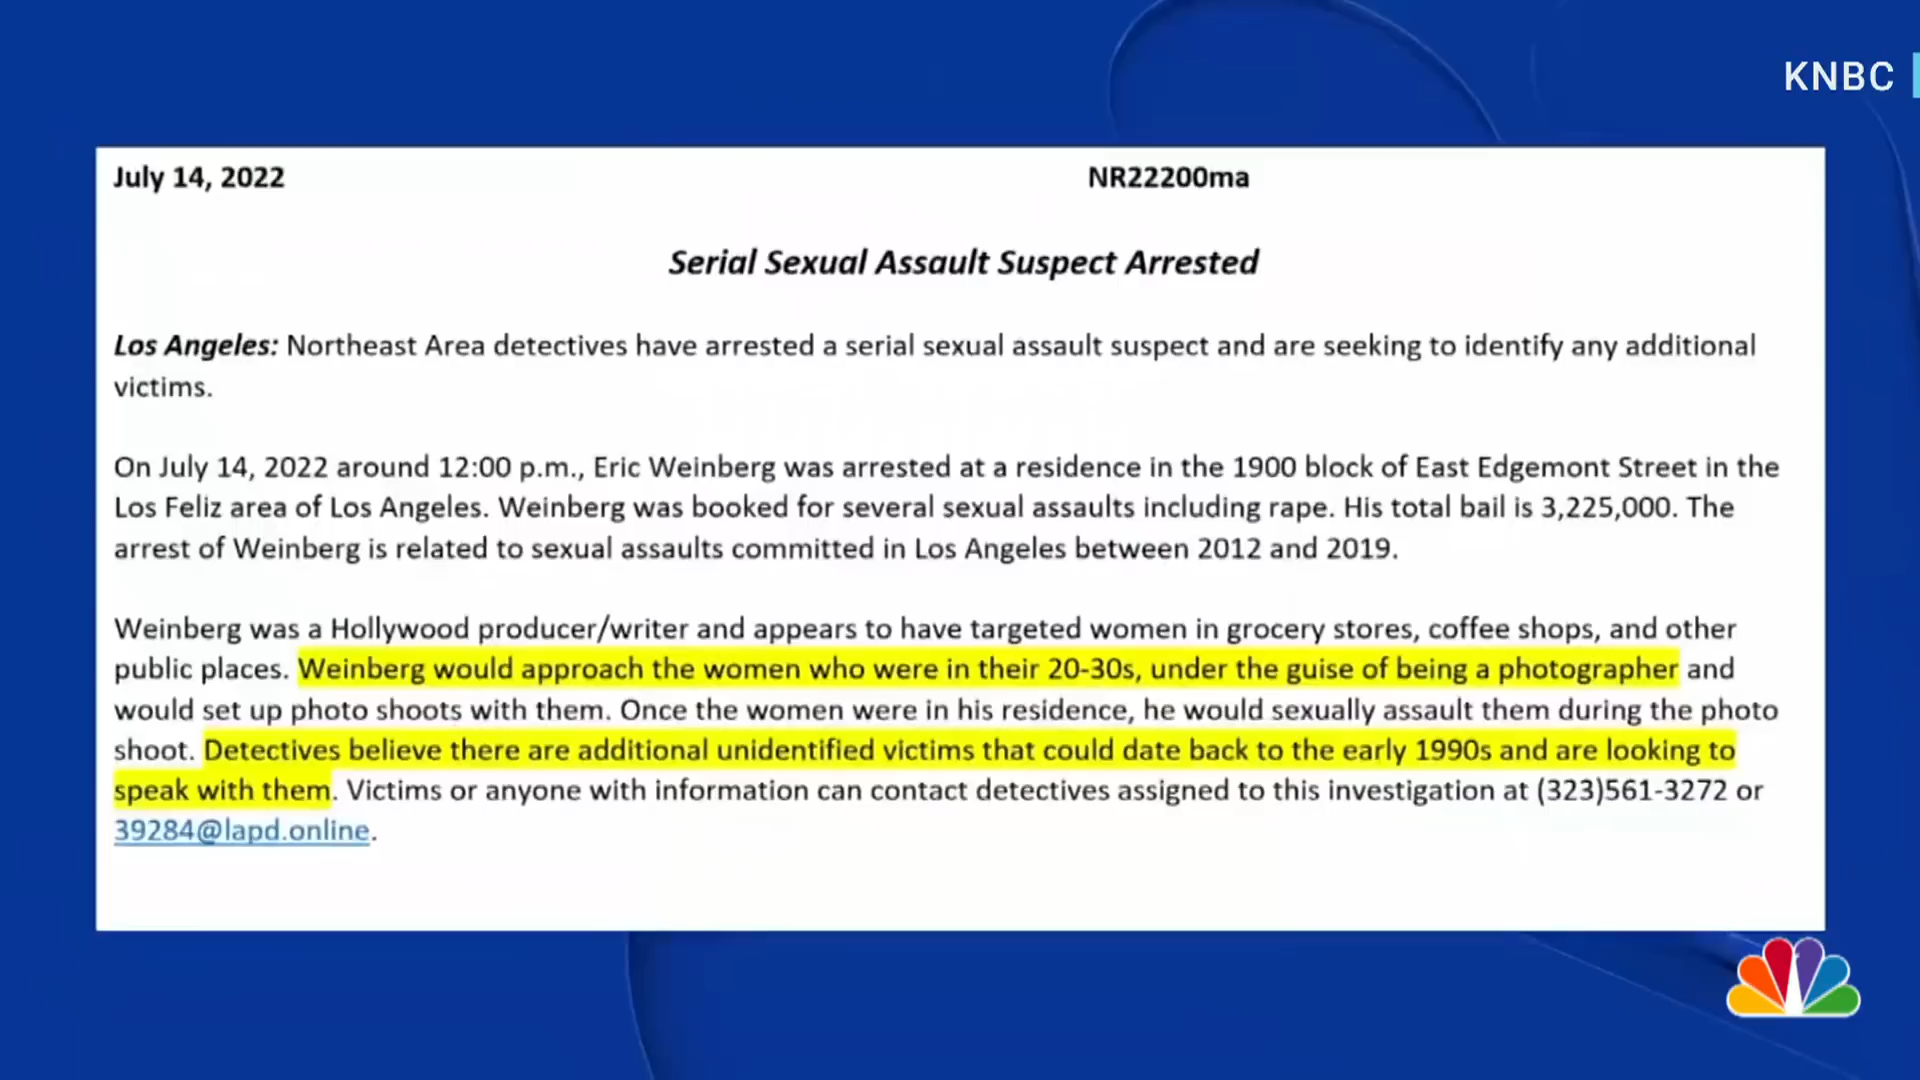 KNBC
July 14, 2022 NR22200ma
Serial Sexual Assault Suspect Arrested
Los Angeles: Northeast Area detectives have arrested a serial sexual assault suspect and are seeking to identify any additional
victims.
On July 14, 2022 around 12:00 p.m., Eric Weinberg was arrested at a residence in the 1900 block of East Edgemont Street in the
Los Feliz area of Los Angeles. Weinberg was booked for several sexual assaults including rape. His total bail is 3,225,000. The
arrest of Weinberg is related to sexual assaults committed in Los Angeles between 2012 and 2019.
Weinberg was a Hollywood producer/writer and appears to have targeted women in grocery stores, coffee shops, and other
public places. Weinberg would approach the women who were in their 20-30s, under the guise of being a photographer and
would set up photo shoots with them. Once the women were in his residence, he would sexually assault them during the photo
shoot. Detectives believe there are additional unidentified victims that could date back to the early 1990s and are looking to
speak with them. Victims or anyone with information can contact detectives assigned to this investigation at (323)561-3272 or
39284@lapd.online.